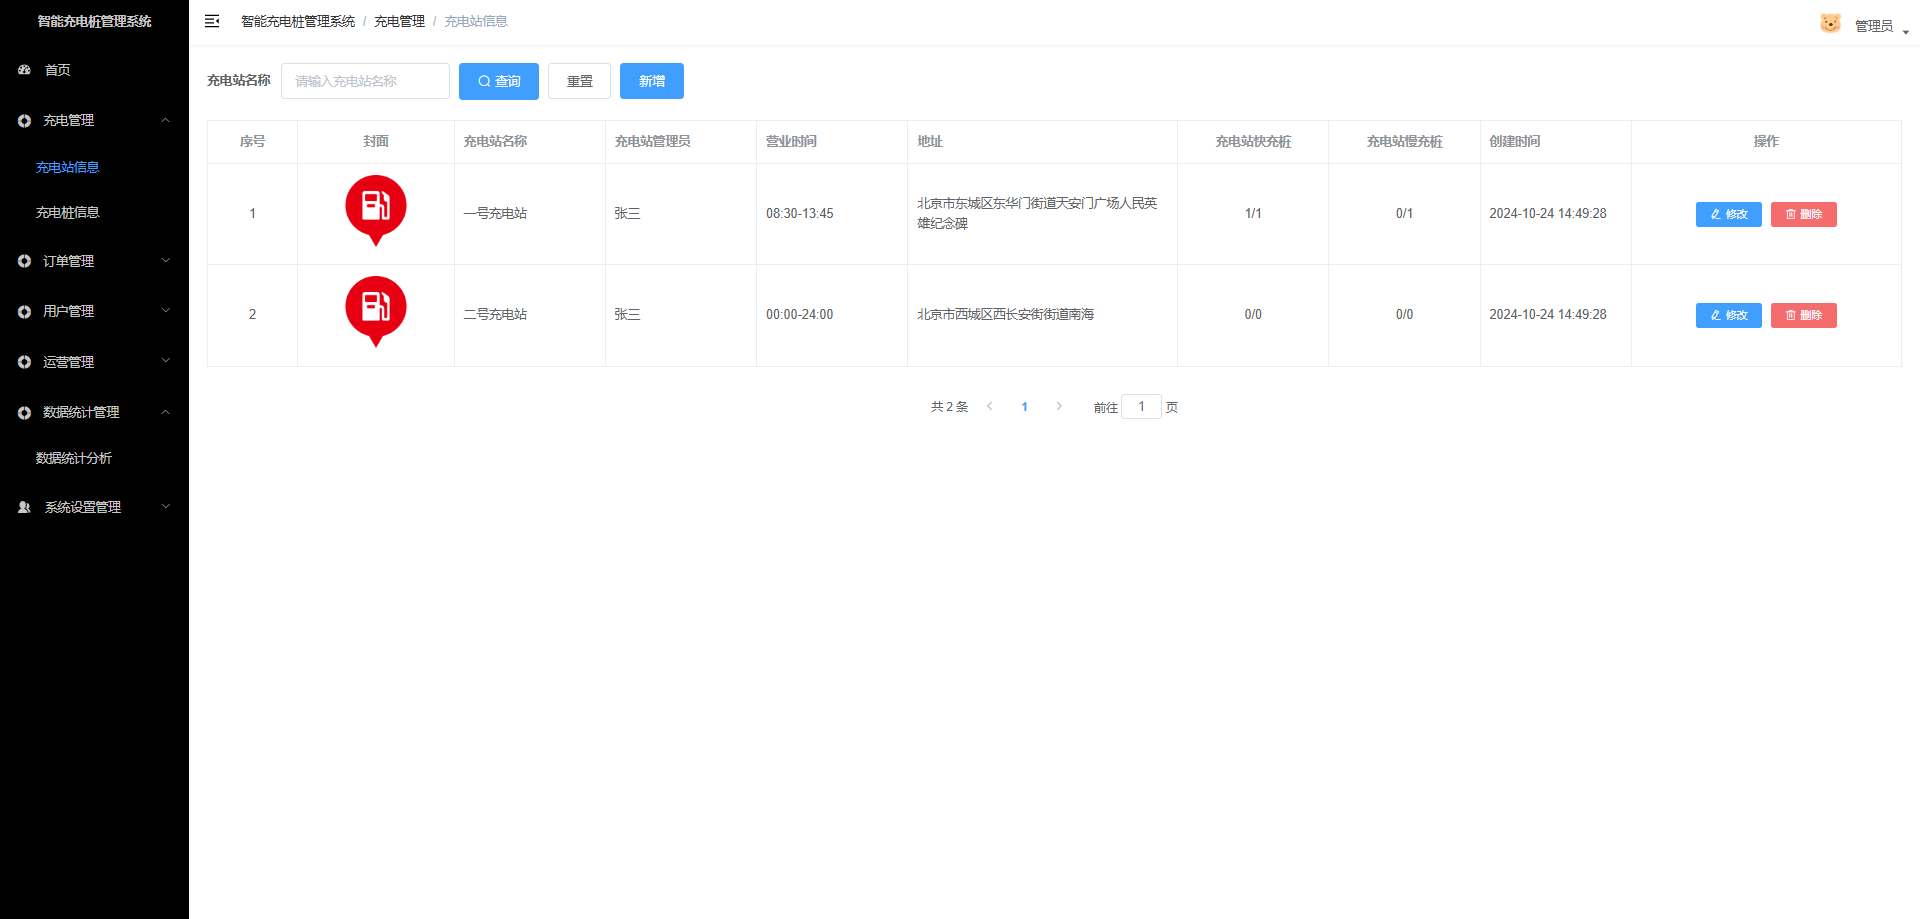 智能充电桩管理系统
首页
充电管理
充电站信息
充电桩信息
订单管理
用户管理
运营管理
数据统计管理
数据统计分析
系统设置管理
智能充电桩管理系统 / 充电管理 / 充电站信息
管理员
充电站名称 请输入充电站名称 查询 重置 新增
序号 封面 充电站名称 充电站管理员 营业时间 地址 充电站快充桩 充电站慢充桩 创建时间 操作
1 一号充电站 张三 08:30-13:45 北京市东城区东华门街道天安门广场人民英 1/1 0/1 2024-10-24 14:49:28 修改 删除
雄纪念碑
2 二号充电站 张三 00:00-24:00 北京市西城区西长安街街道南海 0/0 0/0 2024-10-24 14:49:28 修改 删除
共 2 条 1 前往 1 页